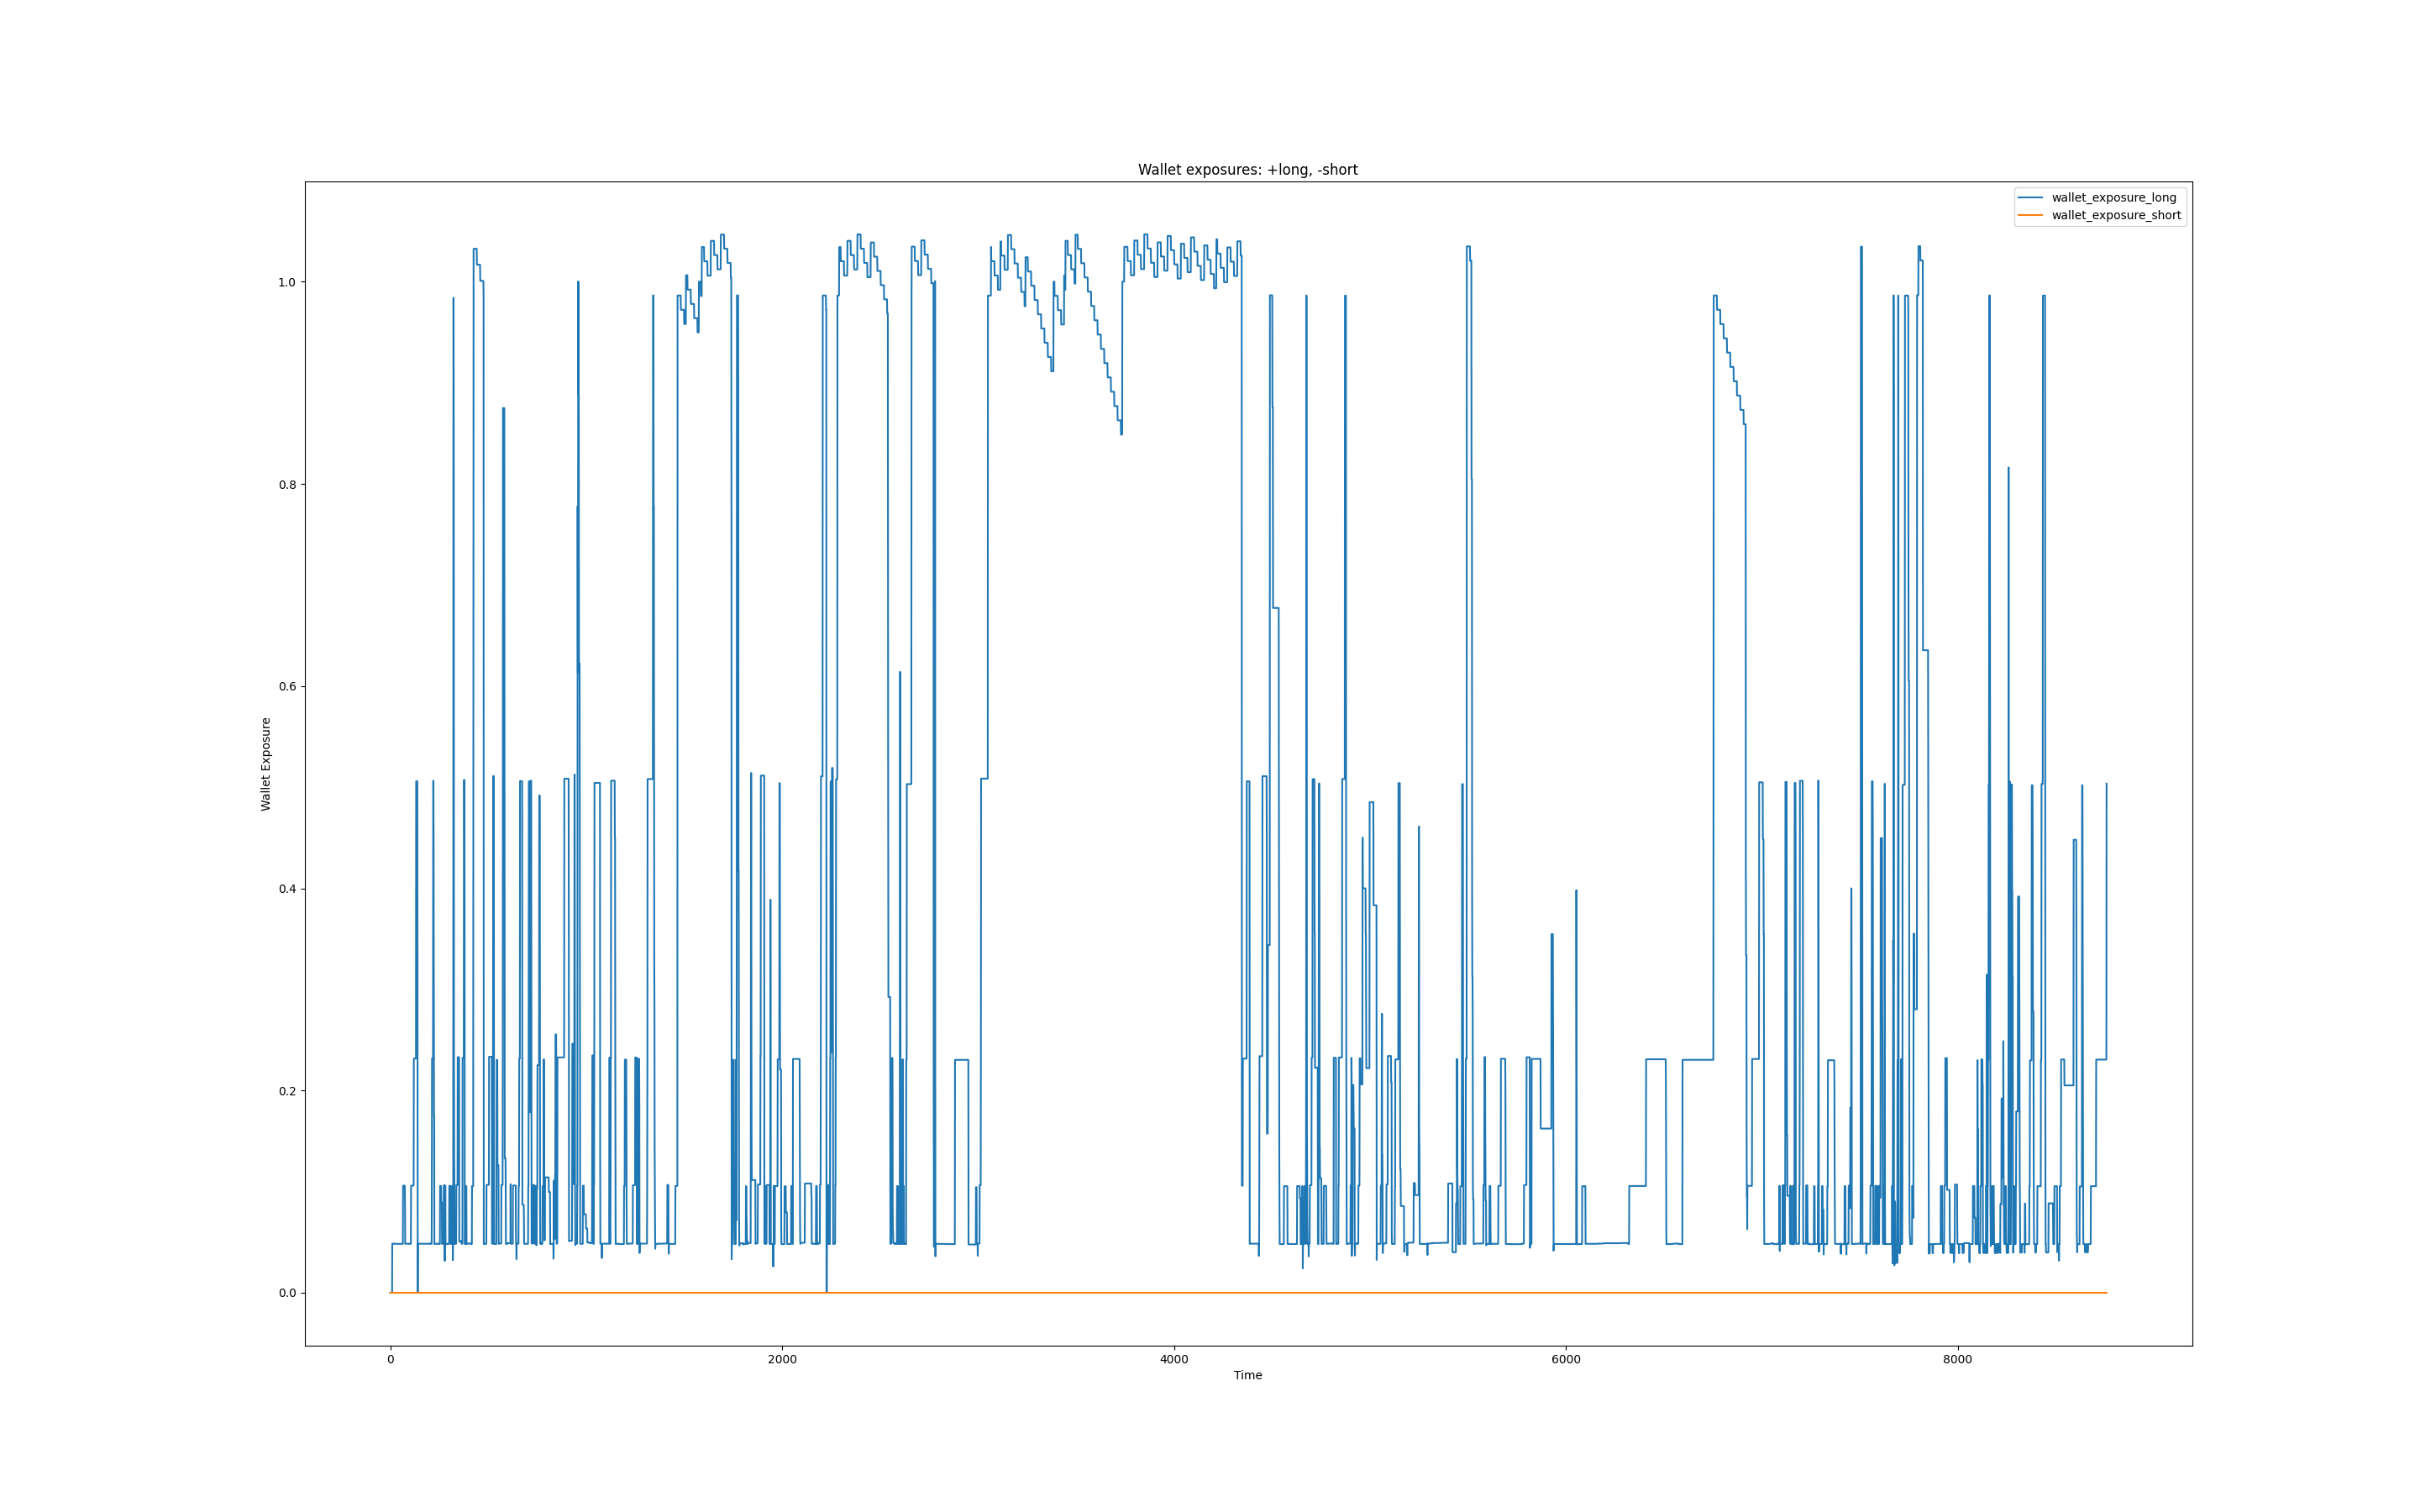 Wallet exposures: +long, -short
wallet_exposure_long
wallet_exposure_short
1.0
0.8
0.6
0.4
0.2
0.0
Wallet Exposure
0 2000 4000 6000 8000
Time